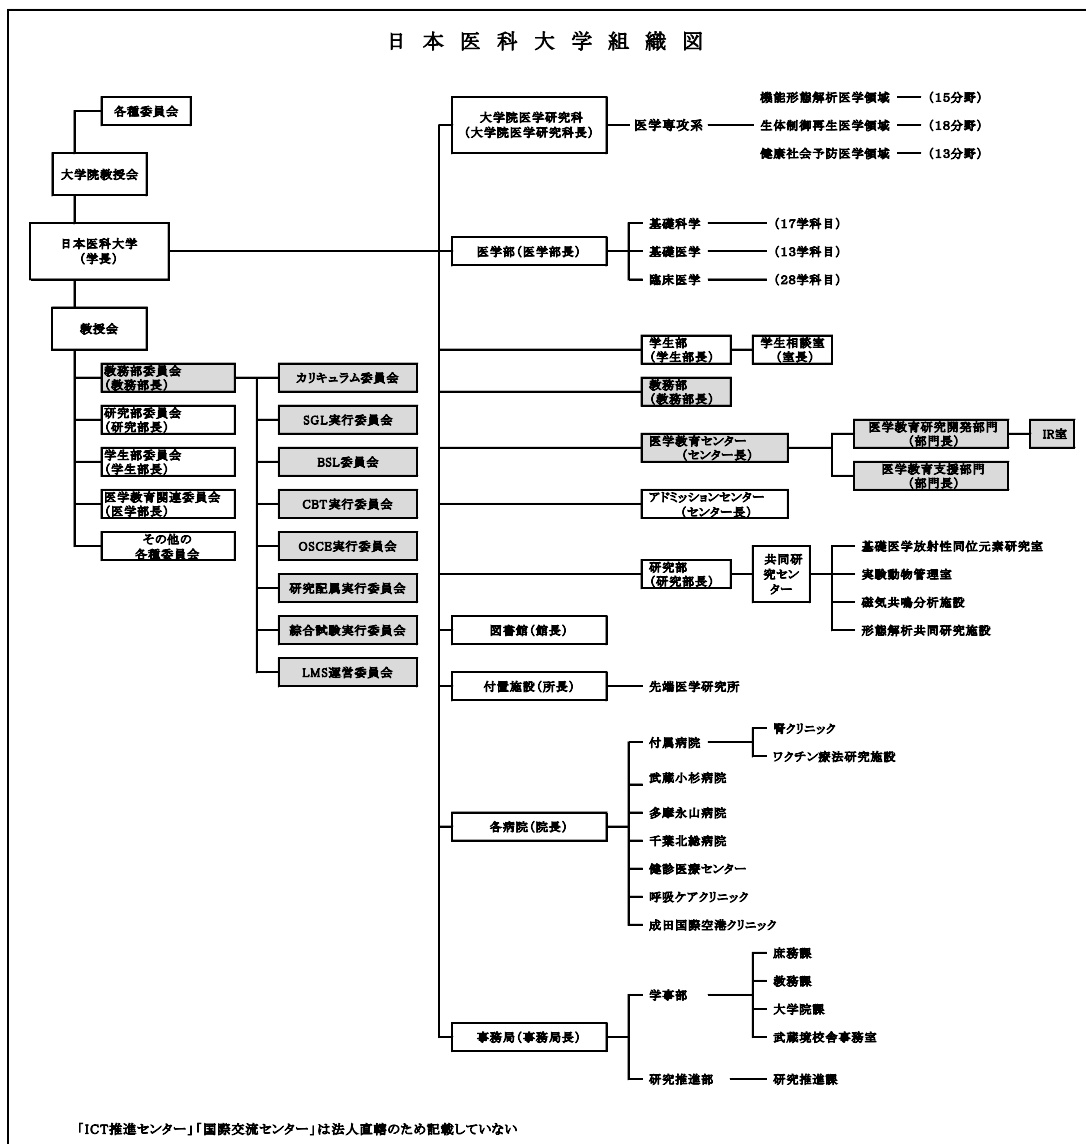 日本医科大学組織図
各種委員会
大学院教授会
日本医科大学
(学長)
教授会
教務部委員会
(教務部長)
研究部委員会
(研究部長)
学生部委員会
(学生部長)
医学教育関連委員会
(医学部長)
その他の
各種委員会
カリキュラム委員会
SGL実行委員会
BSL委員会
CBT実行委員会
OSCE実行委員会
研究配属実行委員会
綜合試験実行委員会
LMS運営委員会
大学院医学研究科
(大学院医学研究科長)
医学専攻系
機能形態解析医学領域
(15分野)
生体制御再生医学領域
(18分野)
健康社会予防医学領域
(13分野)
医学部(医学部長)
基礎科学
(17学科目)
基礎医学
(13学科目)
臨床医学
(28学科目)
学生部
(学生部長)
学生相談室
(室長)
教務部
(教務部長)
医学教育センター
(センター長)
医学教育研究開発部門
(部門長)
IR室
医学教育支援部門
(部門長)
アドミッションセンター
(センター長)
研究部
(研究部長)
共同研
究セン
ター
基礎医学放射性同位元素研究室
実験動物管理室
磁気共鳴分析施設
形態解析共同研究施設
図書館(館長)
付置施設(所長)
先端医学研究所
各病院(院長)
付属病院
腎クリニック
ワクチン療法研究施設
武蔵小杉病院
多摩永山病院
千葉北総病院
健診医療センター
呼吸ケアクリニック
成田国際空港クリニック
事務局(事務局長)
学事部
庶務課
教務課
大学院課
武蔵境校舎事務室
研究推進部
研究推進課
「ICT推進センター」「国際交流センター」は法人直轄のため記載していない